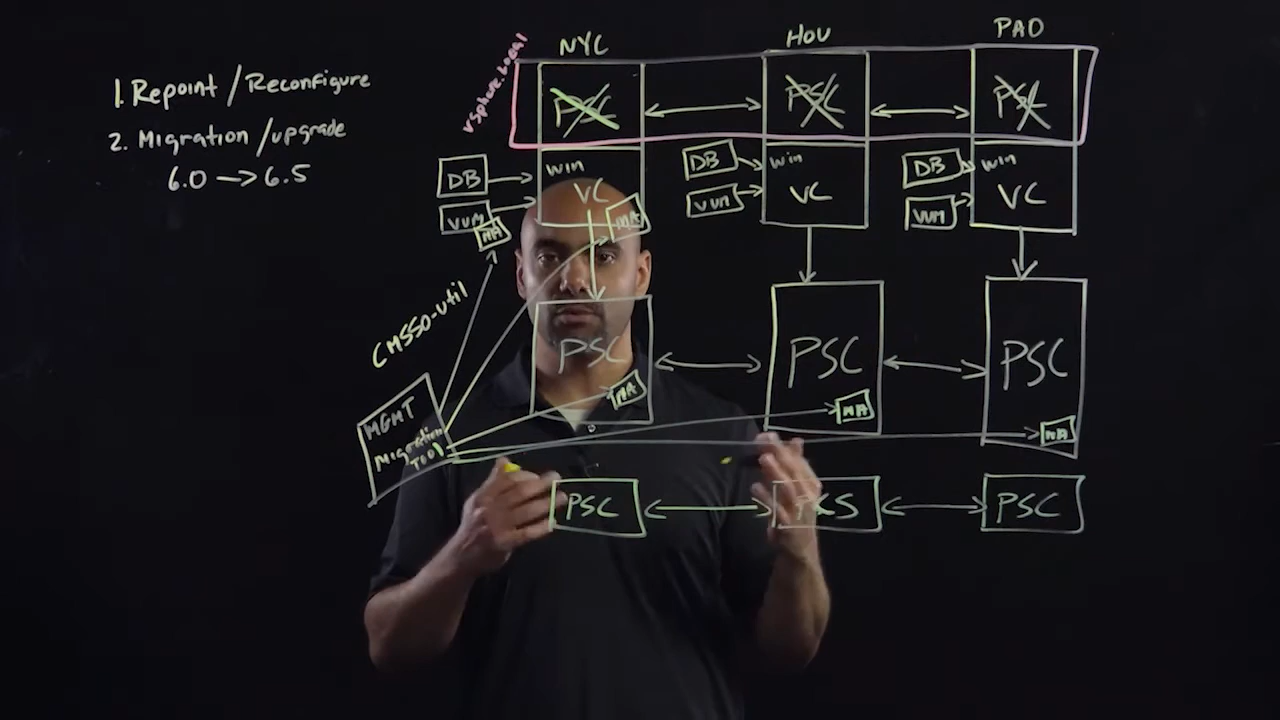 1. Repoint / Reconfigure
2. Migration / upgrade
6.0 → 6.5
vsphere.local
NYC
HOU
PAO
PSC
PSC
PSC
DB
VUM
MA
win
VC
MA
DB
VUM
win
VC
DB
VUM
win
VC
CMSSO-util
MGMT
Migration
Tool
PSC
MA
PSC
MA
PSC
MA
PSC
PCS
PSC